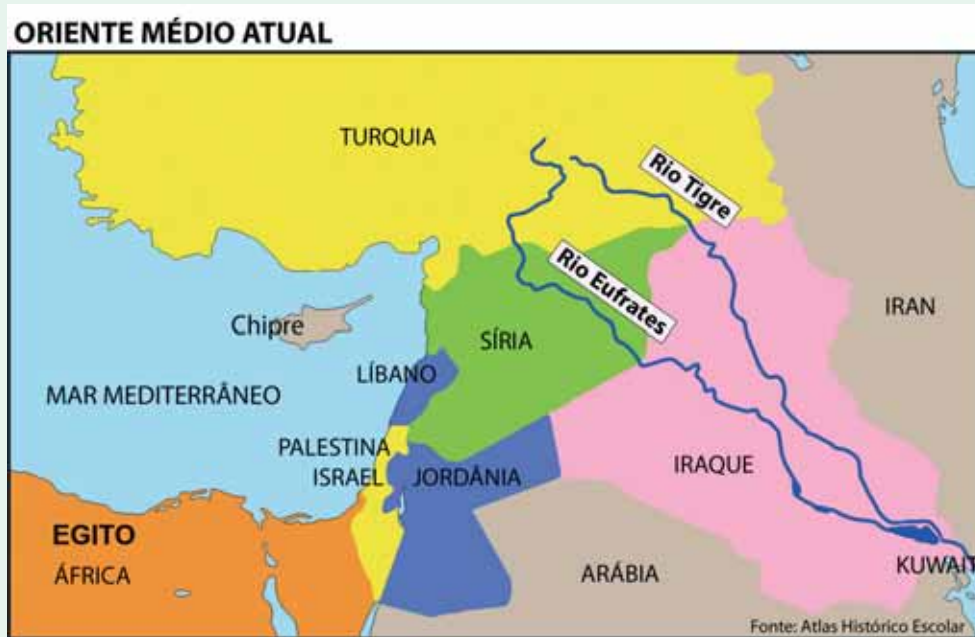 ORIENTE MÉDIO ATUAL
TURQUIA
Rio Tigre
Rio Eufrates
IRAN
Chipre
SÍRIA
LÍBANO
MAR MEDITERRÂNEO
PALESTINA
ISRAEL
JORDÂNIA
IRAQUE
EGITO
ÁFRICA
ARÁBIA
KUWAIT
Fonte: Atlas Histórico Escolar